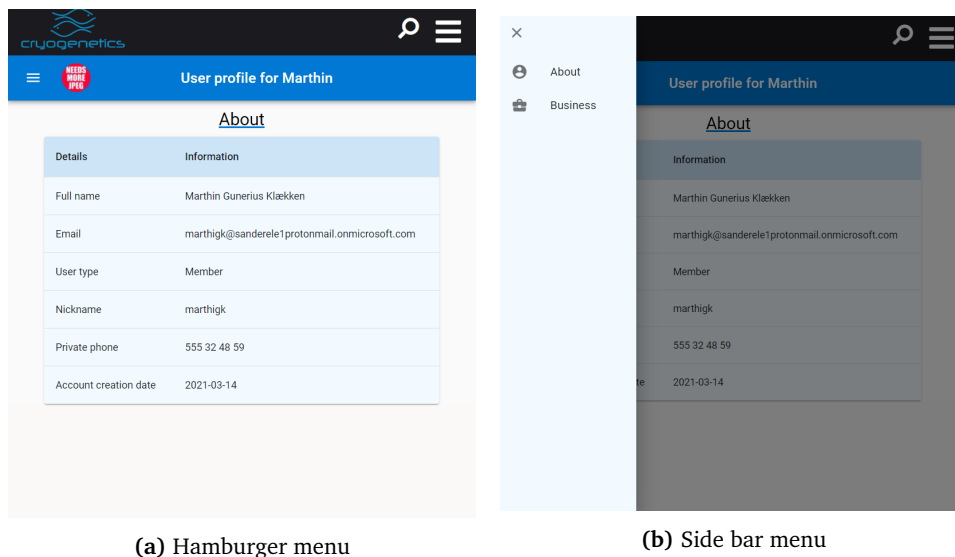 cryogenetics
NEEDS
MORE
JPEG
User profile for Marthin
About
Details Information
Full name Marthin Gunerius Klækken
Email marthigk@sanderele1protonmail.onmicrosoft.com
User type Member
Nickname marthigk
Private phone 555 32 48 59
Account creation date 2021-03-14
(a) Hamburger menu
About
Business
User profile for Marthin
About
Information
Marthin Gunerius Klækken
marthigk@sanderele1protonmail.onmicrosoft.com
Member
marthigk
555 32 48 59
te 2021-03-14
(b) Side bar menu